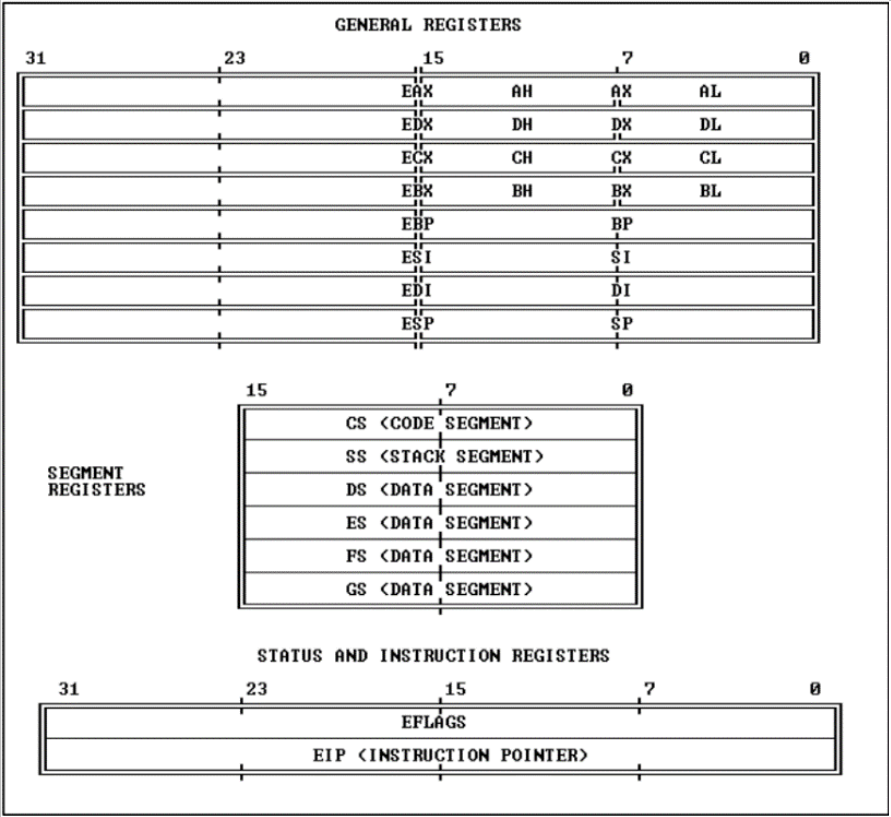 GENERAL REGISTERS
31 23 15 7 0
EAX AH AX AL
EDX DH DX DL
ECX CH CX CL
EBX BH BX BL
EBP BP
ESI SI
EDI DI
ESP SP
15 7 0
CS <CODE SEGMENT>
SS <STACK SEGMENT>
SEGMENT
REGISTERS
DS <DATA SEGMENT>
ES <DATA SEGMENT>
FS <DATA SEGMENT>
GS <DATA SEGMENT>
STATUS AND INSTRUCTION REGISTERS
31 23 15 7 0
EFLAGS
EIP <INSTRUCTION POINTER>